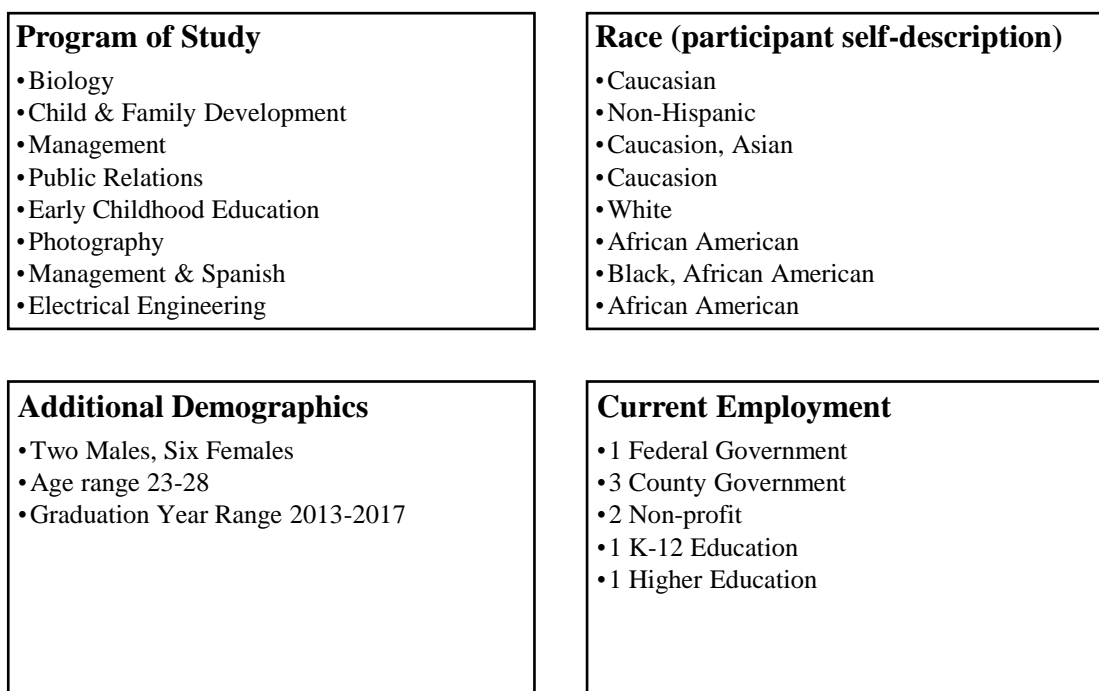 Program of Study
•Biology
•Child & Family Development
•Management
•Public Relations
•Early Childhood Education
•Photography
•Management & Spanish
•Electrical Engineering
Race (participant self-description)
•Caucasian
•Non-Hispanic
•Caucasion, Asian
•Caucasion
•White
•African American
•Black, African American
•African American
Additional Demographics
•Two Males, Six Females
•Age range 23-28
•Graduation Year Range 2013-2017
Current Employment
•1 Federal Government
•3 County Government
•2 Non-profit
•1 K-12 Education
•1 Higher Education